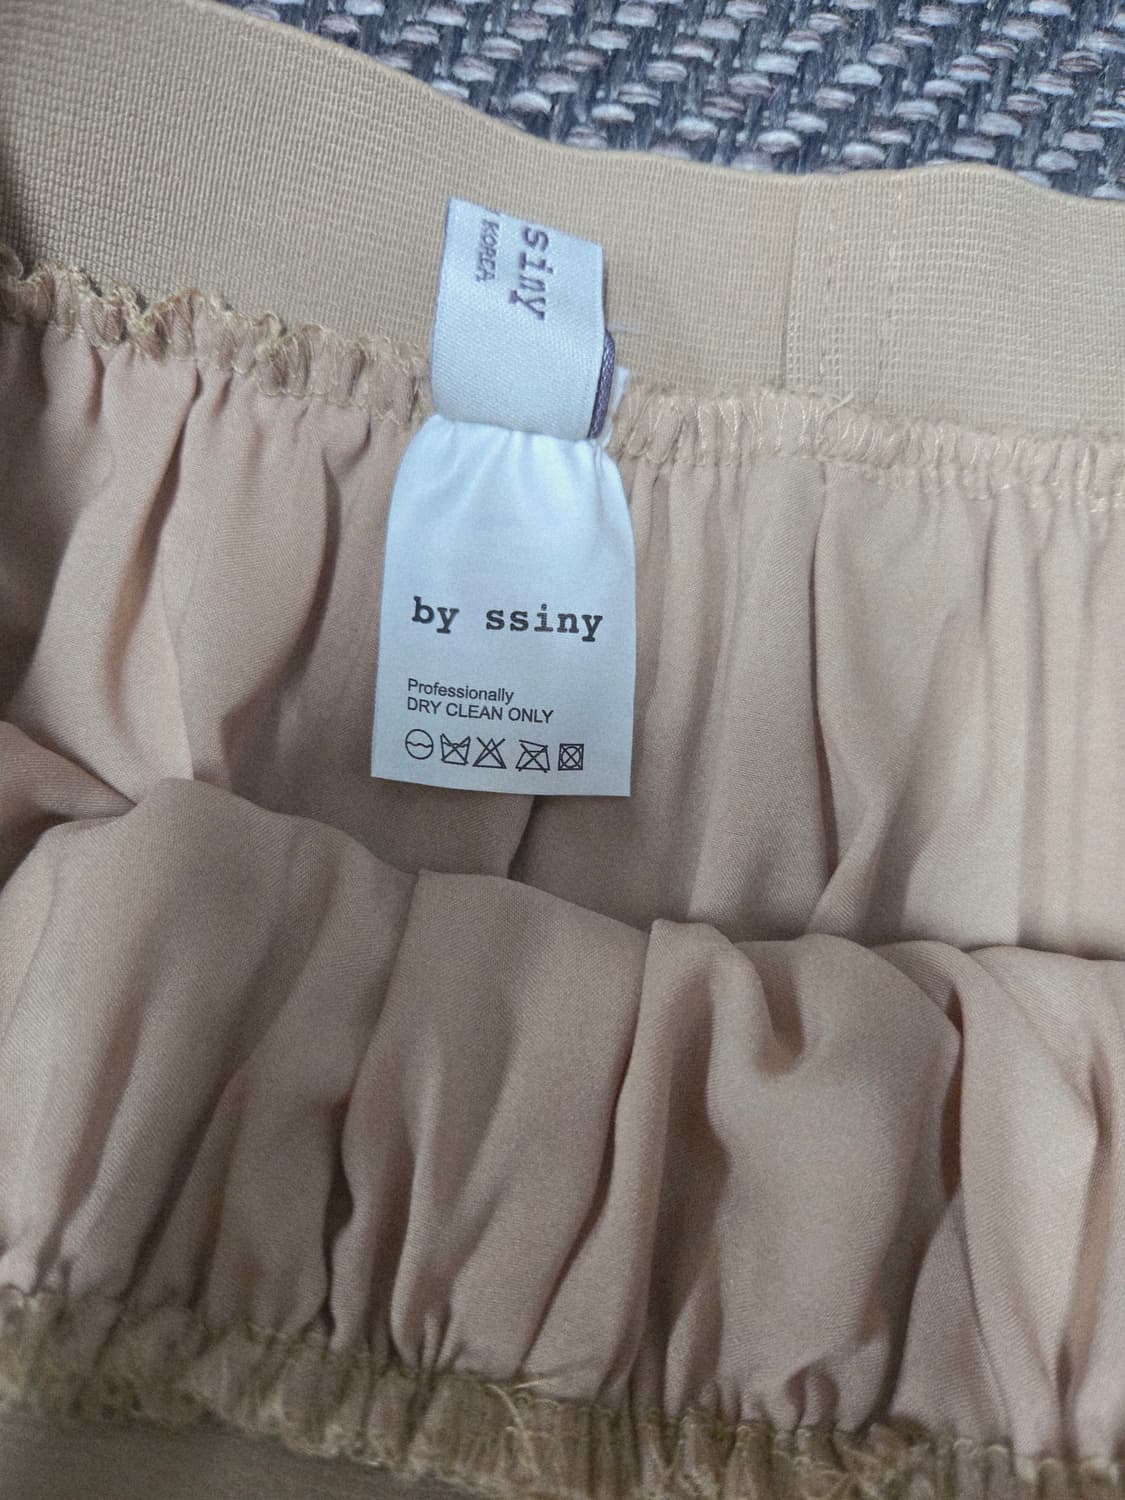 ssiny
KOREA
by ssiny
Professionally
DRY CLEAN ONLY